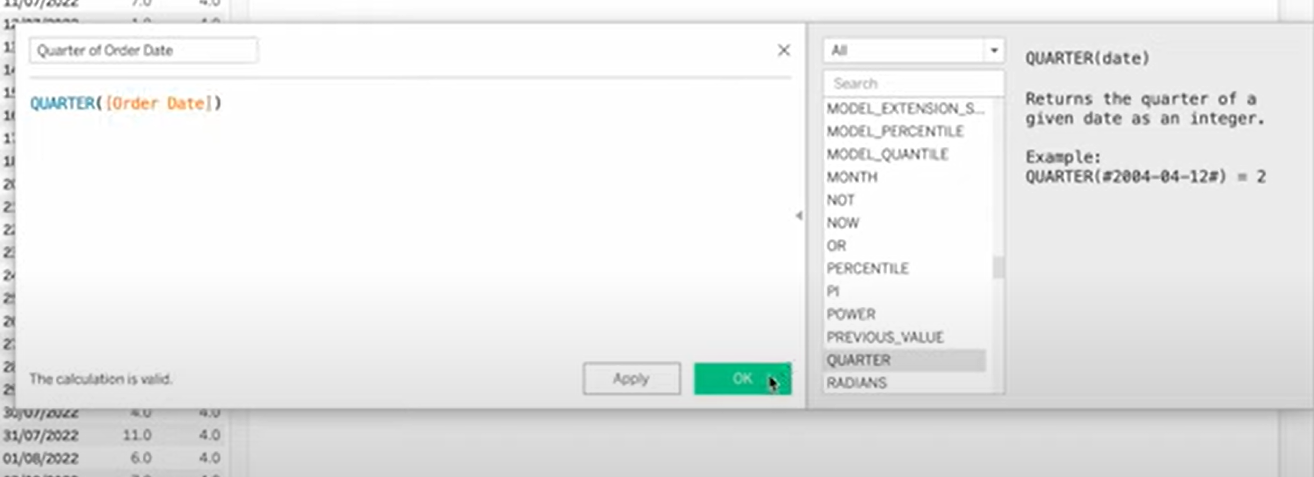 11/07/2022 7.0 4.0
Quarter of Order Date
QUARTER([Order Date])
The calculation is valid.
Apply
OK
All
Search
MODEL_EXTENSION_S...
MODEL_PERCENTILE
MODEL_QUANTILE
MONTH
NOT
NOW
OR
PERCENTILE
PI
POWER
PREVIOUS_VALUE
QUARTER
RADIANS
QUARTER(date)
Returns the quarter of a
given date as an integer.
Example:
QUARTER(#2004-04-12#) = 2
30/07/2022 4.0 4.0
31/07/2022 11.0 4.0
01/08/2022 6.0 4.0